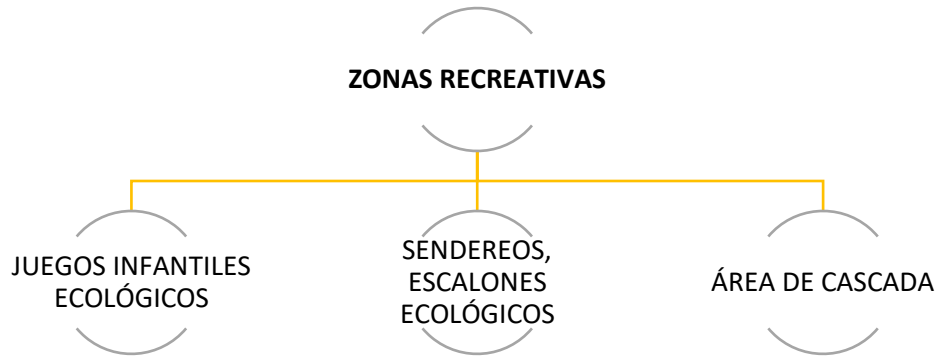 ZONAS RECREATIVAS
JUEGOS INFANTILES
ECOLÓGICOS
SENDEREOS,
ESCALONES
ECOLÓGICOS
ÁREA DE CASCADA